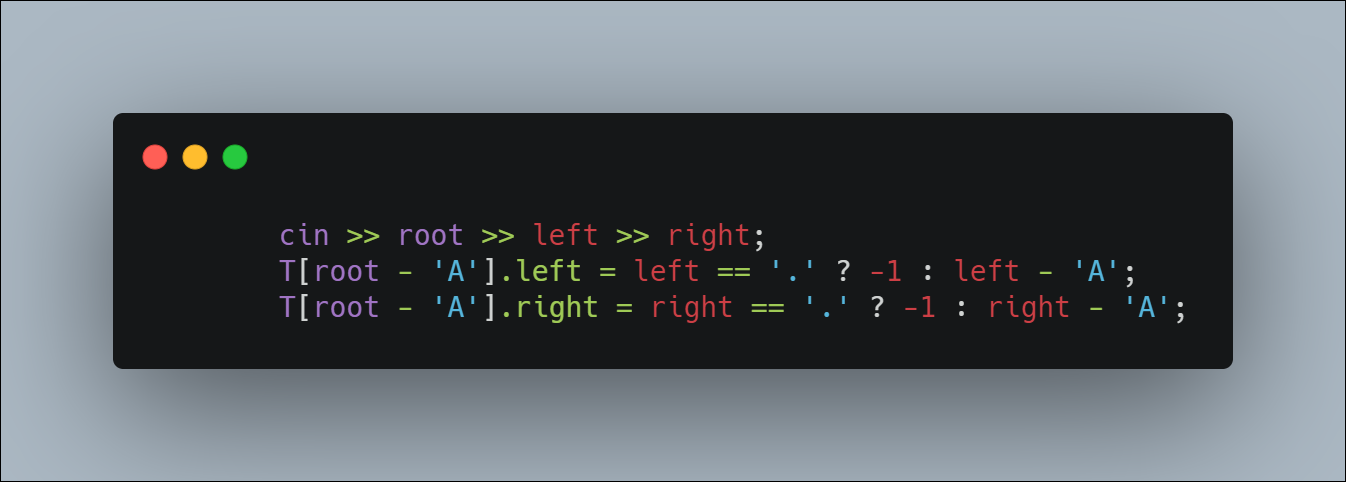 cin >> root >> left >> right;
T[root - 'A'].left = left == '.' ? -1 : left - 'A';
T[root - 'A'].right = right == '.' ? -1 : right - 'A';